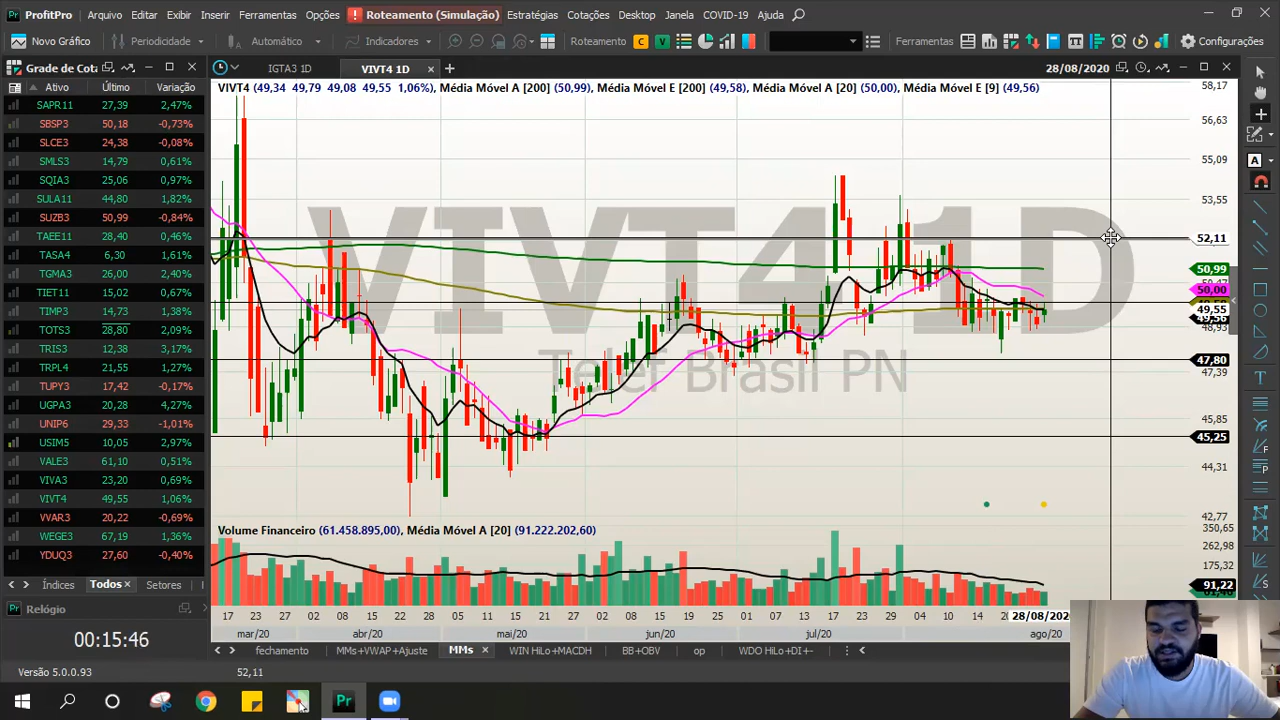 ProfitPro
Arquivo Editar Exibir Inserir Ferramentas Opções Roteamento (Simulação) Estratégias Cotações Desktop Janela COVID-19 Ajuda
Novo Gráfico Periodicidade Automático Indicadores Roteamento C V Ferramentas Configurações
Grade de Cota IGTA3 1D VIVT4 1D 28/08/2020
Ativo Último Variação
SAPR11 27,39 2,47%
SBSP3 50,18 -0,73%
SLCE3 24,38 -0,08%
SMLS3 14,79 0,61%
SQIA3 25,06 0,97%
SULA11 44,80 1,82%
SUZB3 50,99 -0,84%
TAEE11 28,40 0,46%
TASA4 6,30 1,61%
TGMA3 26,00 2,40%
TIET11 15,02 0,67%
TIMP3 14,73 1,38%
TOTS3 28,80 2,09%
TRIS3 12,38 3,17%
TRPL4 21,55 1,27%
TUPY3 17,42 -0,17%
UGPA3 20,28 4,27%
UNIP6 29,33 -1,01%
USIM5 10,05 2,97%
VALE3 61,10 0,51%
VIVA3 23,20 0,69%
VIVT4 49,55 1,06%
VVAR3 20,22 -0,69%
WEGE3 67,19 1,36%
YDUQ3 27,60 -0,40%
Índices Todos Setores
Relógio
00:15:46
Versão 5.0.0.93 52,11
VIVT4 (49,34 49,79 49,08 49,55 1,06%), Média Móvel A [200] (50,99), Média Móvel E [200] (49,58), Média Móvel A [20] (50,00), Média Móvel E [9] (49,56)
VIVT4 1D
Telef Brasil PN
58,17
56,63
55,09
53,55
52,11
50,99
50,00
49,55
48,93
47,80
47,39
45,85
45,25
44,31
42,77
Volume Financeiro (61.458.895,00), Média Móvel A [20] (91.222.202,60)
350,65
262,98
175,32
91,22
17 23 27 02 08 15 22 28 05 11 15 21 27 02 08 15 19 25 01 07 13 17 23 29 04 10 14 28/08/2020
mar/20 abr/20 mai/20 jun/20 jul/20 ago/20
fechamento MMs+VWAP+Ajuste MMs WIN HiLo+MACDH BB+OBV op WDO HiLo+DI+-